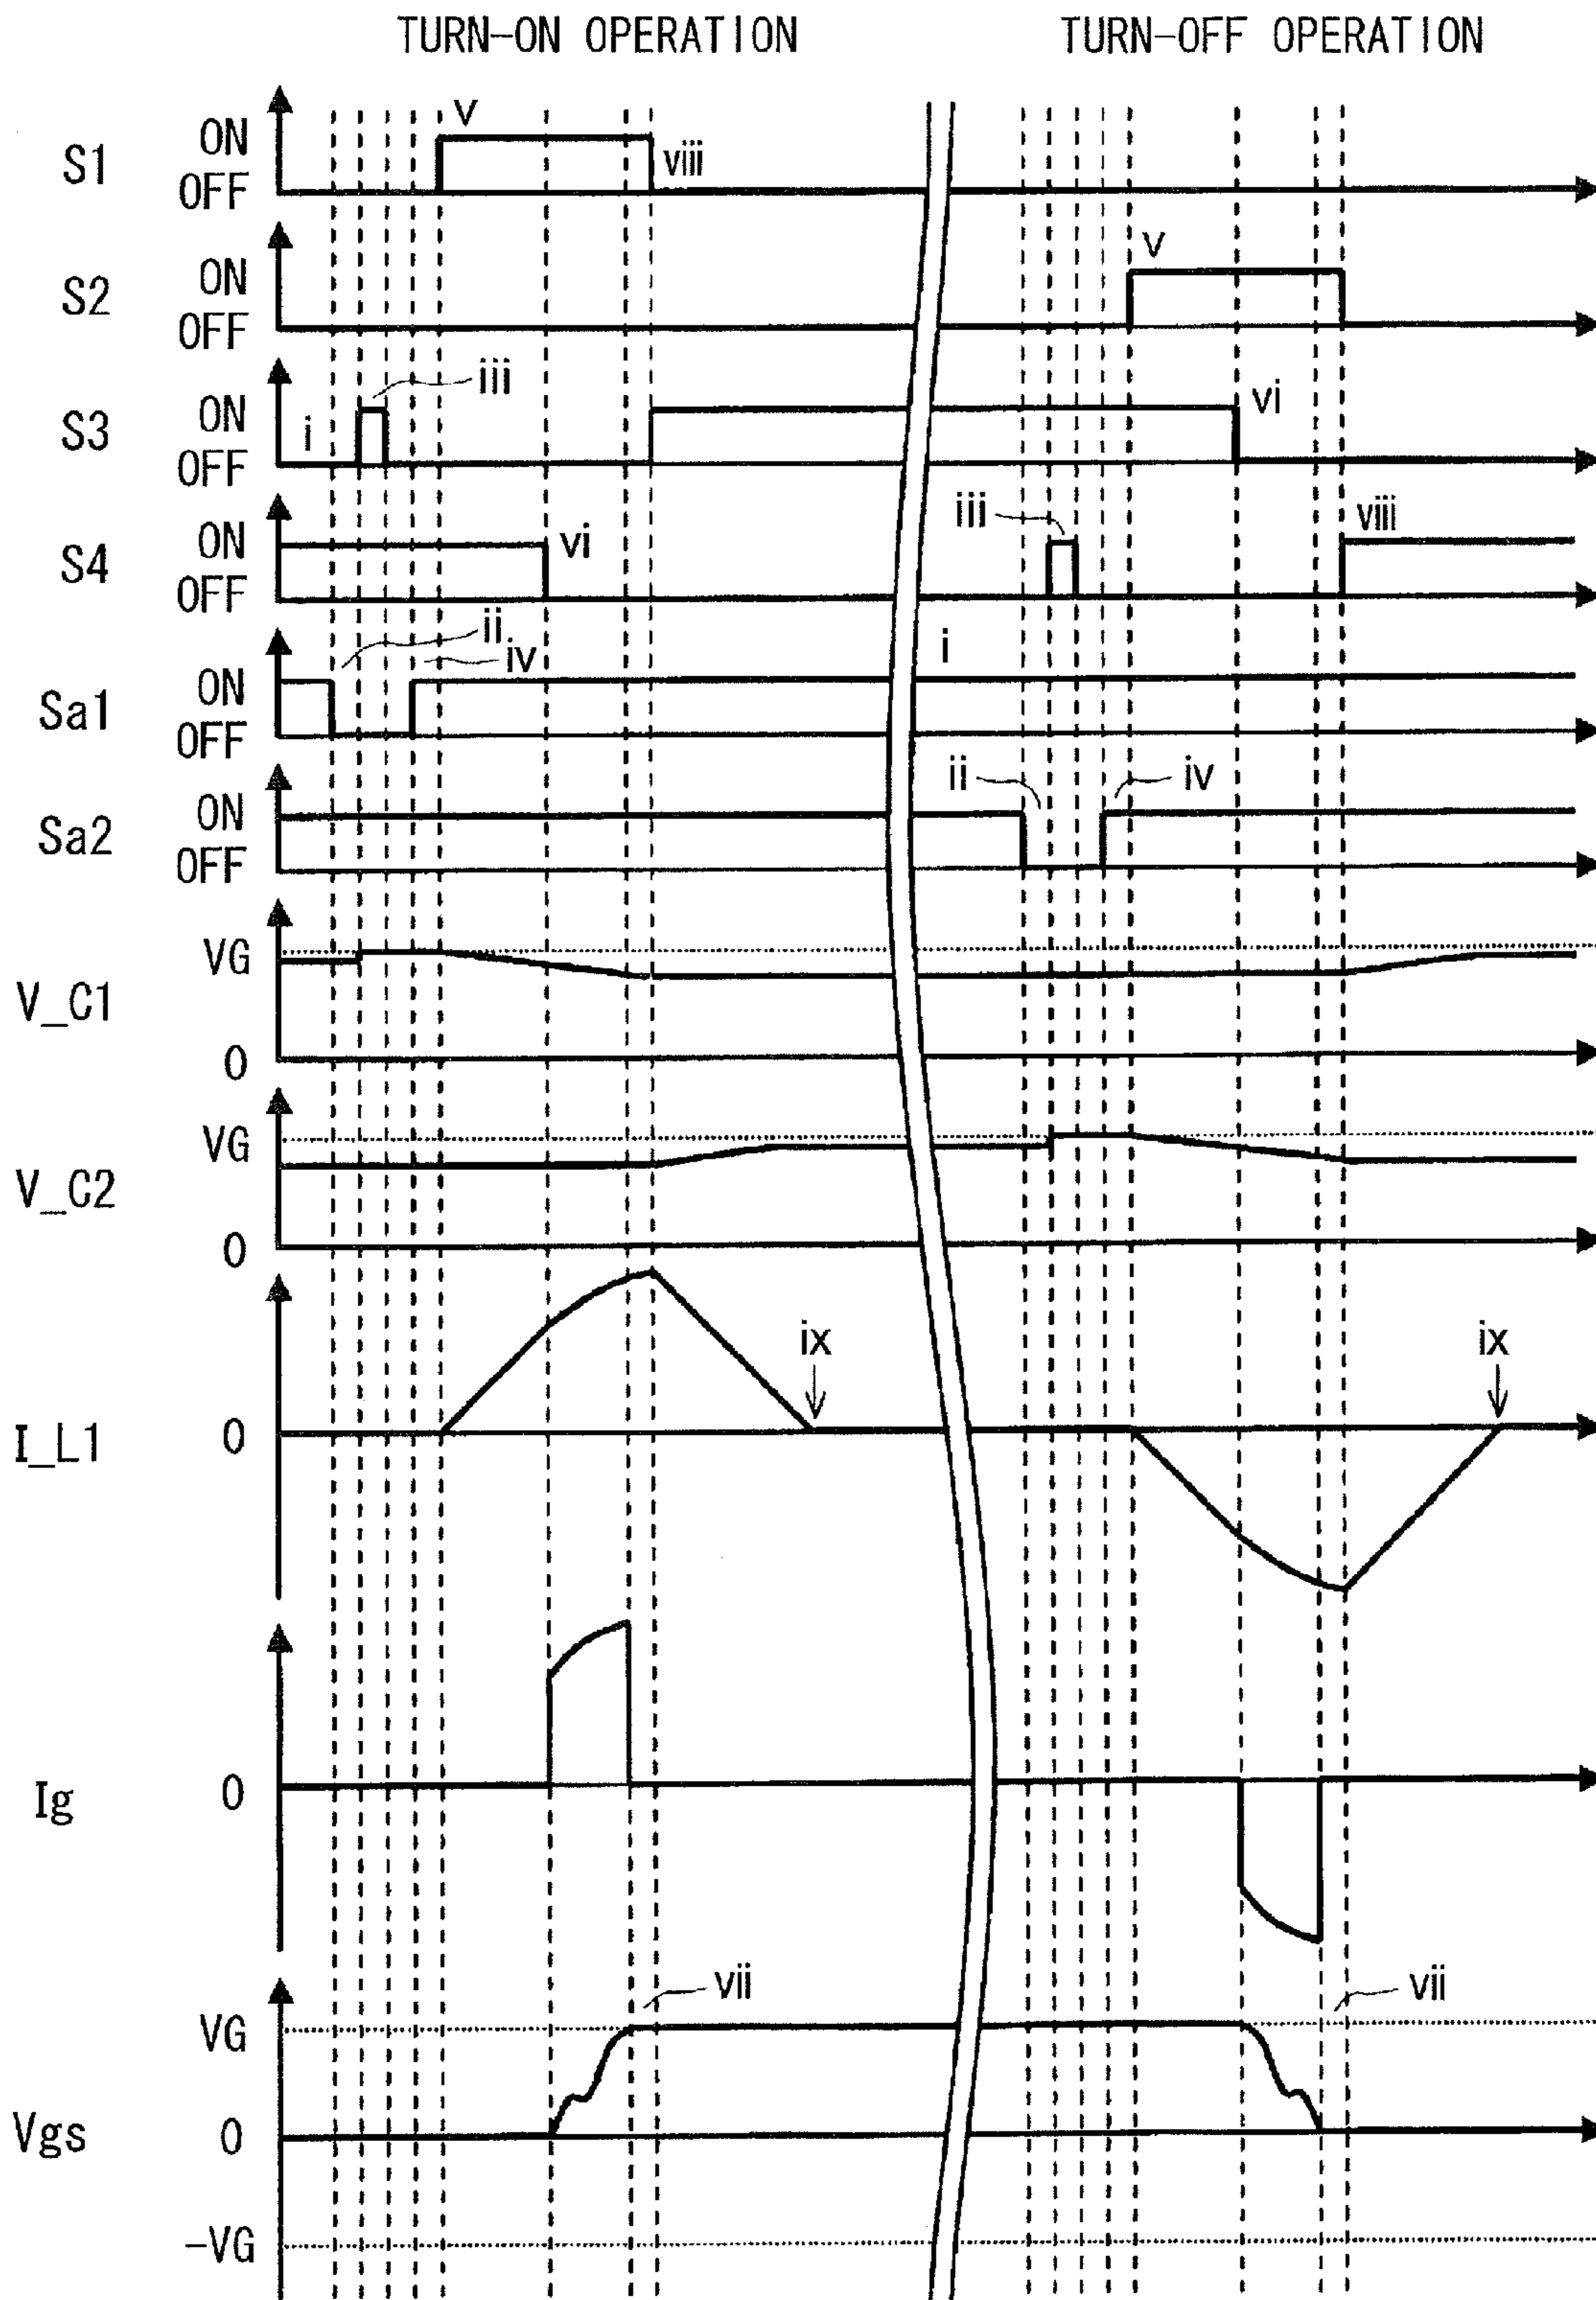 TURN-ON OPERATION
TURN-OFF OPERATION
S1
ON
OFF
v
viii
S2
ON
OFF
v
S3
ON
OFF
i
iii
vi
S4
ON
OFF
vi
iii
viii
Sa1
ON
OFF
ii
iv
i
Sa2
ON
OFF
ii
iv
V_C1
VG
0
V_C2
VG
0
I_L1
0
ix
ix
Ig
0
Vgs
VG
0
-VG
vii
vii